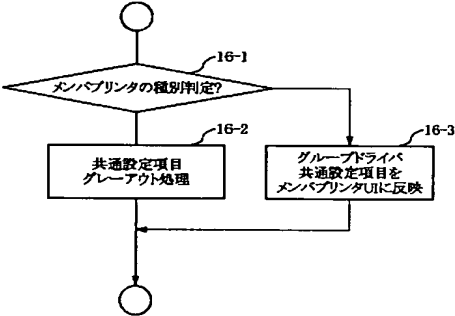 16-1
メンバプリンタの種別判定?
16-2
共通設定項目
グレーアウト処理
16-3
グループドライバ
共通設定項目を
メンバプリンタUIに反映